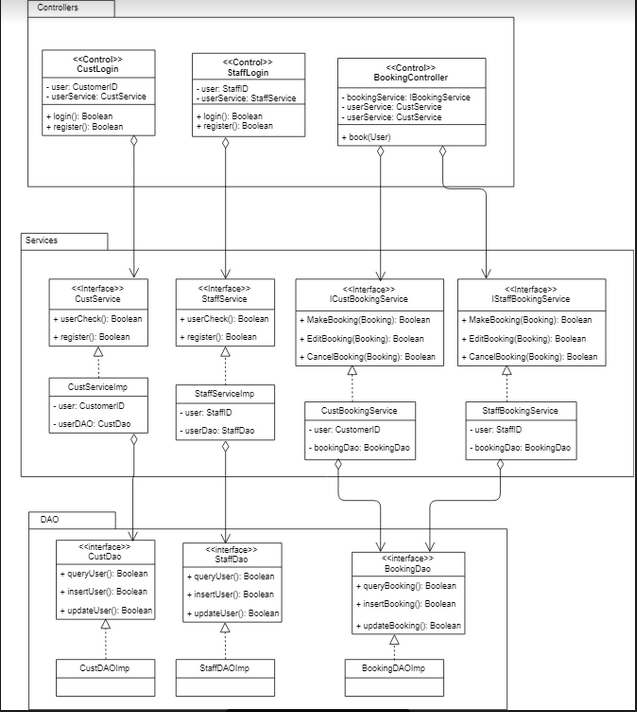 Controllers
<<Control>>
CustLogin
- user: CustomerID
- userService: CustService
+ login(): Boolean
+ register(): Boolean
<<Control>>
StaffLogin
- user: StaffID
- userService: StaffService
+ login(): Boolean
+ register(): Boolean
<<Control>>
BookingController
- bookingService: IBookingService
- userService: CustService
- userService: CustService
+ book(User)
Services
<<Interface>>
CustService
+ userCheck(): Boolean
+ register(): Boolean
<<Interface>>
StaffService
+ userCheck(): Boolean
+ register(): Boolean
<<Interface>>
ICustBookingService
+ MakeBooking(Booking): Boolean
+ EditBooking(Booking): Boolean
+ CancelBooking(Booking): Boolean
<<Interface>>
IStaffBookingService
+ MakeBooking(Booking): Boolean
+ EditBooking(Booking): Boolean
+ CancelBooking(Booking): Boolean
CustServiceImp
- user: CustomerID
- userDAO: CustDao
StaffServiceImp
- user: StaffID
- userDao: StaffDao
CustBookingService
- user: CustomerID
- bookingDao: BookingDao
StaffBookingService
- user: StaffID
- bookingDao: BookingDao
DAO
<<interface>>
CustDao
+ queryUser(): Boolean
+ insertUser(): Boolean
+ updateUser(): Boolean
<<interface>>
StaffDao
+ queryUser(): Boolean
+ insertUser(): Boolean
+ updateUser(): Boolean
<<interface>>
BookingDao
+ queryBooking(): Boolean
+ insertBooking(): Boolean
+ updateBooking(): Boolean
CustDAOImp
StaffDAOImp
BookingDAOImp